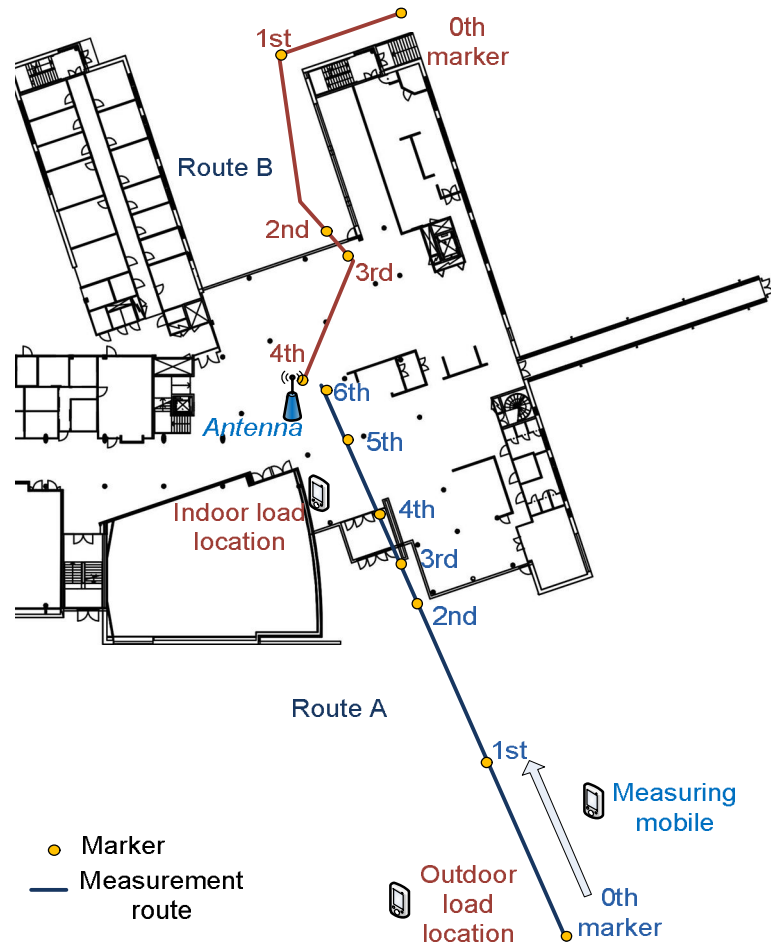 1st
0th
marker
Route B
2nd
3rd
4th
6th
Antenna
5th
Indoor load
location
4th
3rd
2nd
Route A
1st
Measuring
mobile
Marker
Measurement
route
Outdoor
load
location
0th
marker